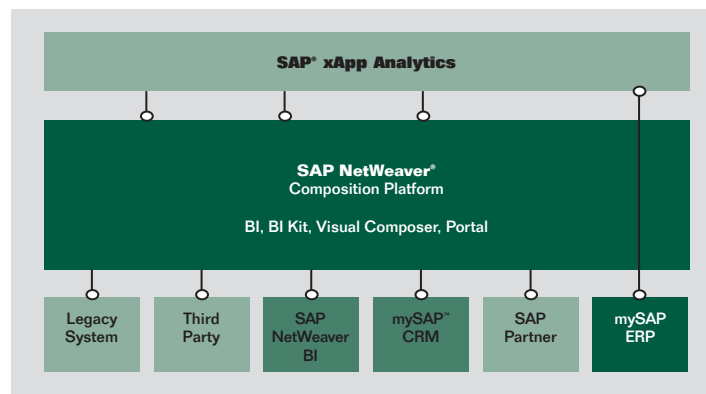 SAP® xApp Analytics
SAP NetWeaver®
Composition Platform
BI, BI Kit, Visual Composer, Portal
Legacy
System
Third
Party
SAP
NetWeaver
BI
mySAP™
CRM
SAP
Partner
mySAP
ERP